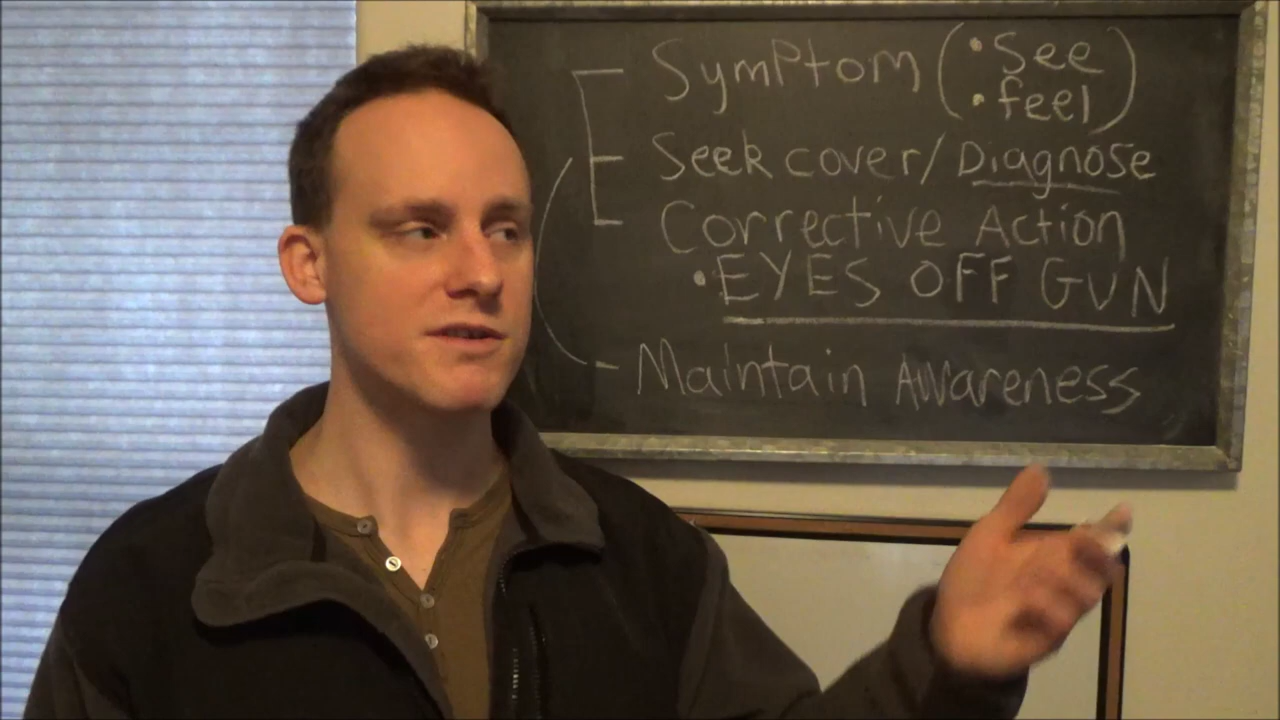 SymPtom (• See
• feel)
Seek cover/Diagnose
Corrective Action
• EYES OFF GUN
- Maintain Awareness